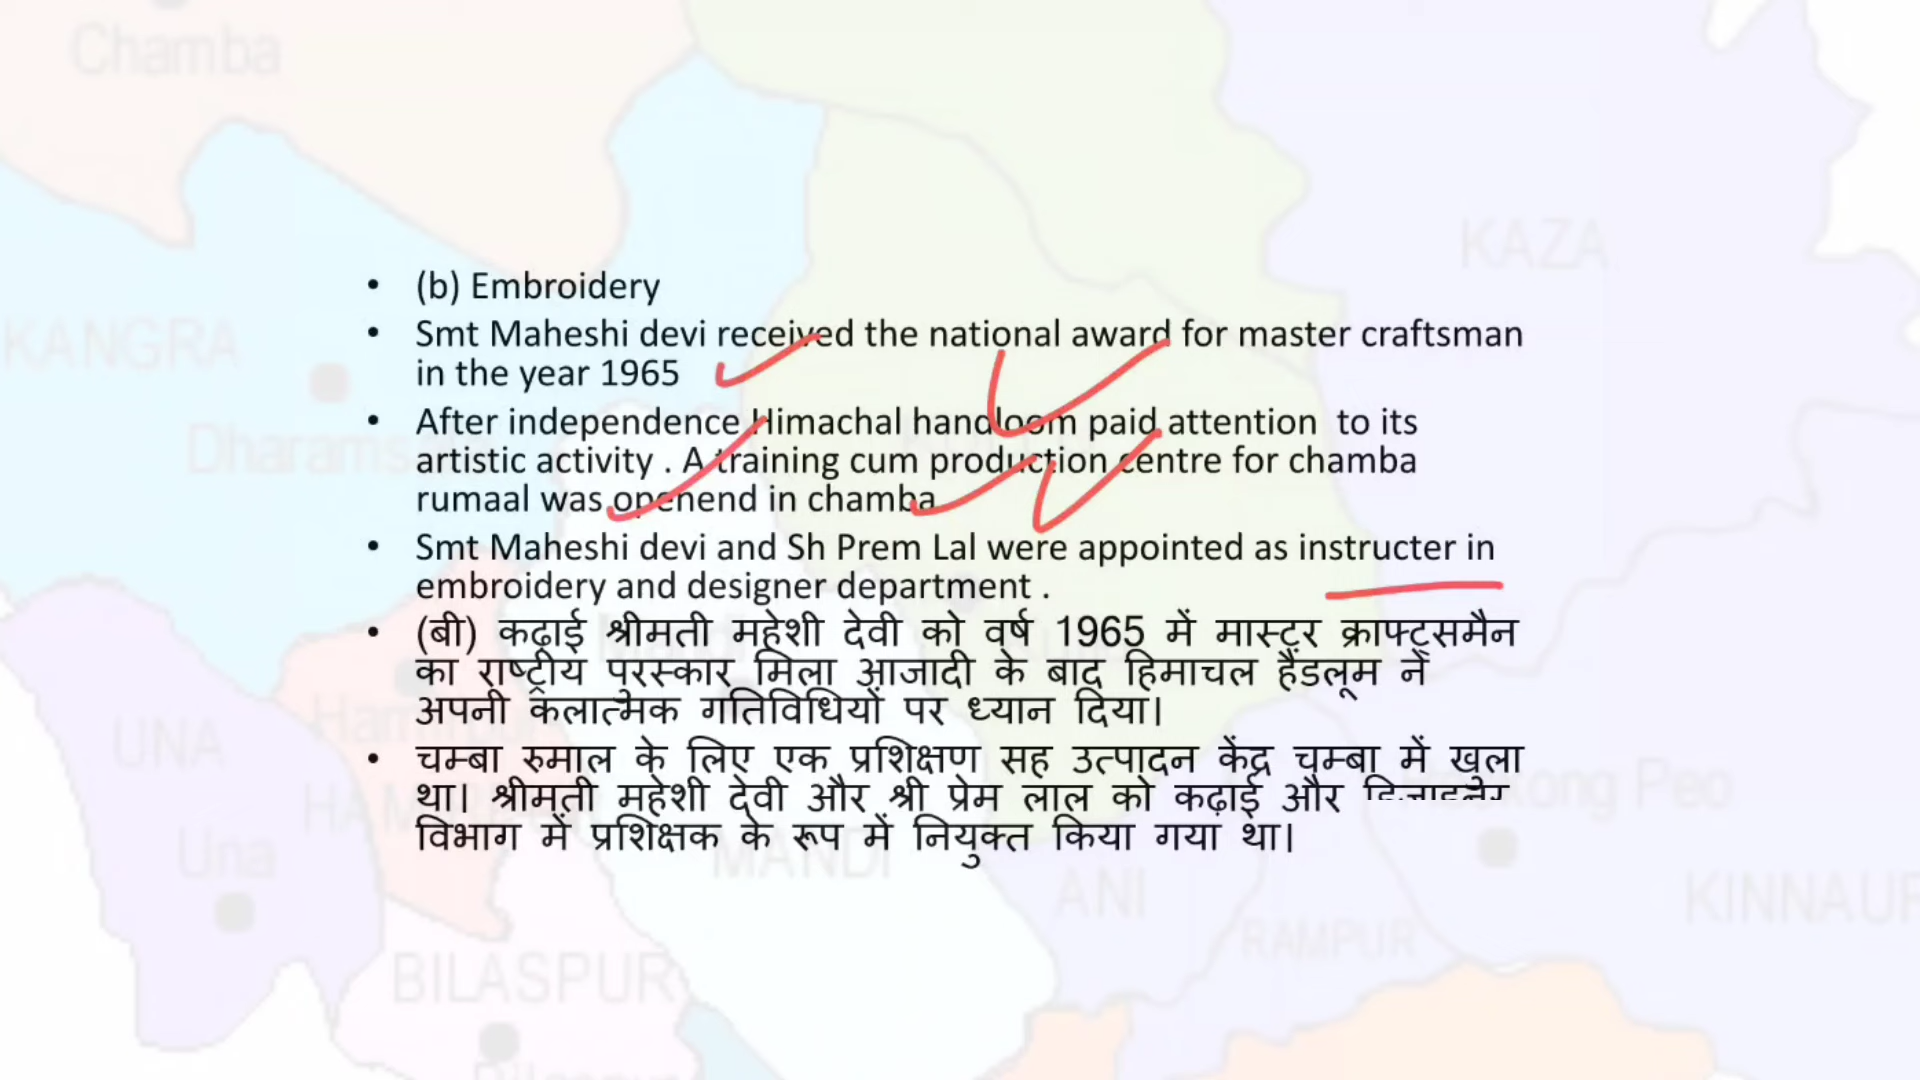 Chamba
KAZA
• (b) Embroidery
• Smt Maheshi devi received the national award for master craftsman
in the year 1965
KANGRA
• After independence Himachal handloom paid attention to its
artistic activity . A training cum production centre for chamba
rumaal was openend in chamba
• Smt Maheshi devi and Sh Prem Lal were appointed as instructer in
embroidery and designer department .
• (बी) कढ़ाई श्रीमती महेशी देवी को वर्ष 1965 में मास्टर क्राफ्ट्समैन
का राष्ट्रीय पुरस्कार मिला आजादी के बाद हिमाचल हैंडलूम ने
अपनी कलात्मक गतिविधियों पर ध्यान दिया।
• चम्बा रुमाल के लिए एक प्रशिक्षण सह उत्पादन केंद्र चम्बा में खुला
था। श्रीमती महेशी देवी और श्री प्रेम लाल को कढ़ाई और
विभाग में प्रशिक्षक के रूप में नियुक्त किया गया था।
UNA
Una
MANDI
ANI
KINNAUR
RAMPUR
BILASPUR